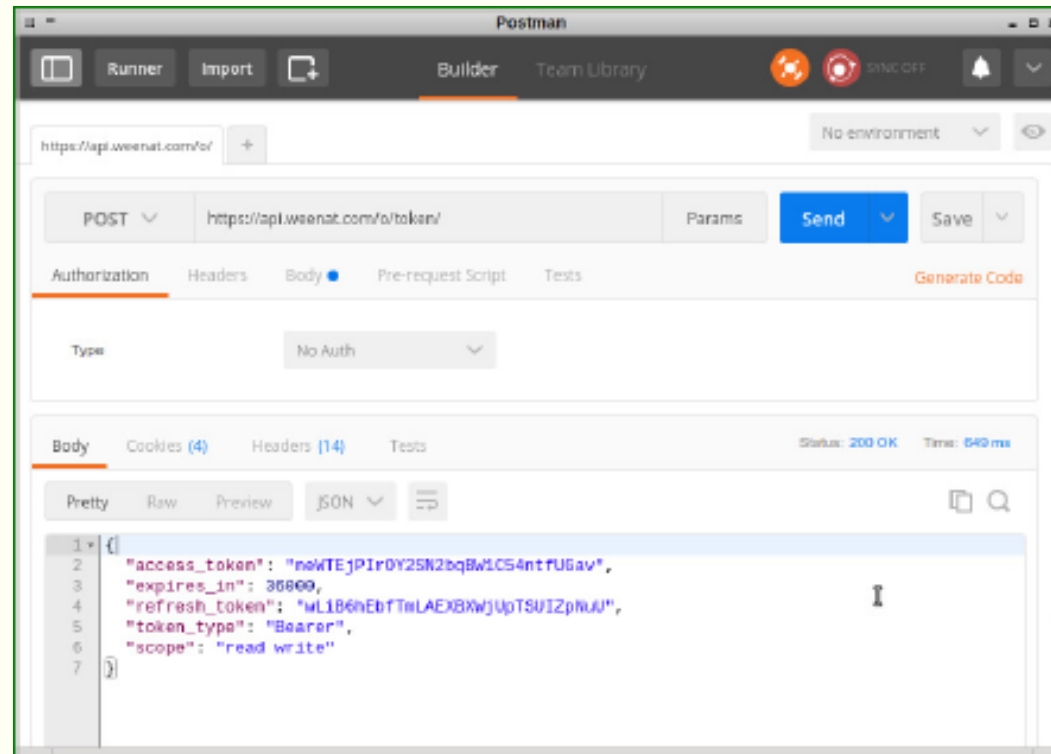 Postman
Runner Import Builder Team Library SYNC OFF
https://api.weenat.com/o/ + No environment
POST https://api.weenat.com/o/token/ Params Send Save
Authorization Headers Body Pre-request Script Tests Generate Code
Type No Auth
Body Cookies (4) Headers (14) Tests Status: 200 OK Time: 649 ms
Pretty Raw Preview JSON
1 {
2 "access_token":
3 "expires_in": 36000,
4 "refresh_token":
5 "token_type": "Bearer",
6 "scope": "read write"
7 }